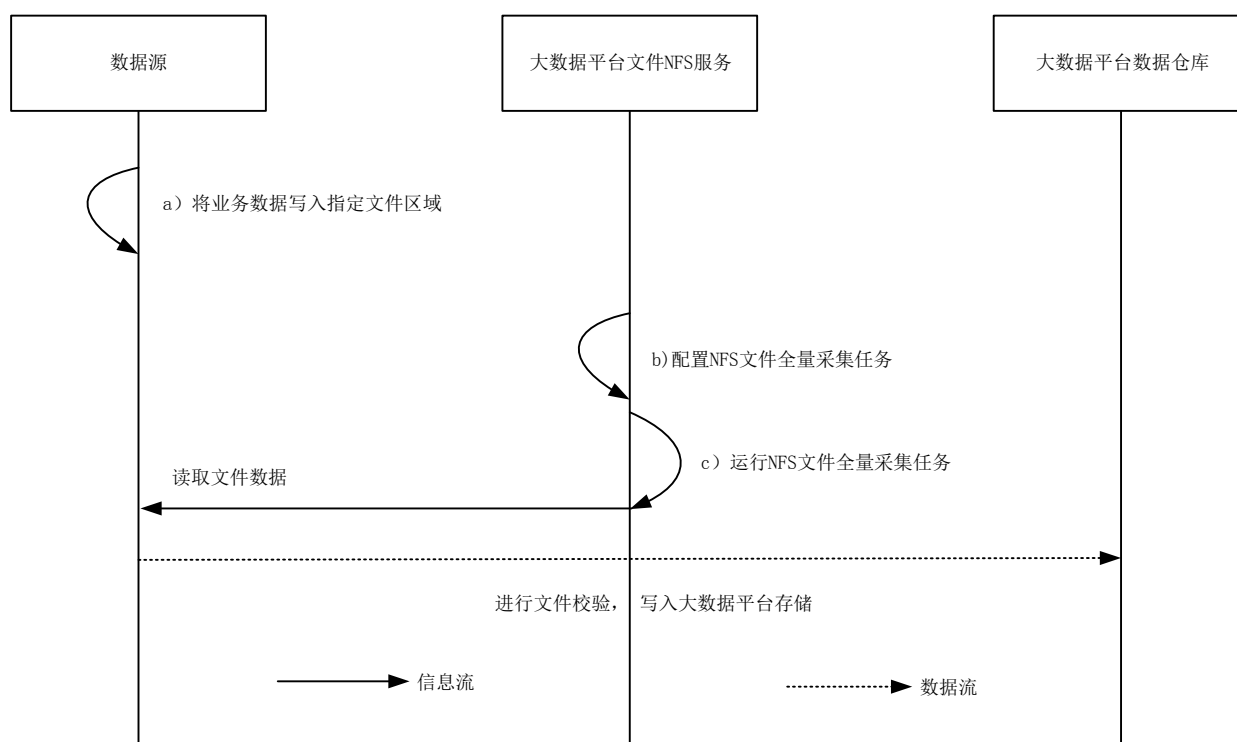 数据源
大数据平台文件NFS服务
大数据平台数据仓库
a）将业务数据写入指定文件区域
b)配置NFS文件全量采集任务
c）运行NFS文件全量采集任务
读取文件数据
进行文件校验， 写入大数据平台存储
信息流
数据流